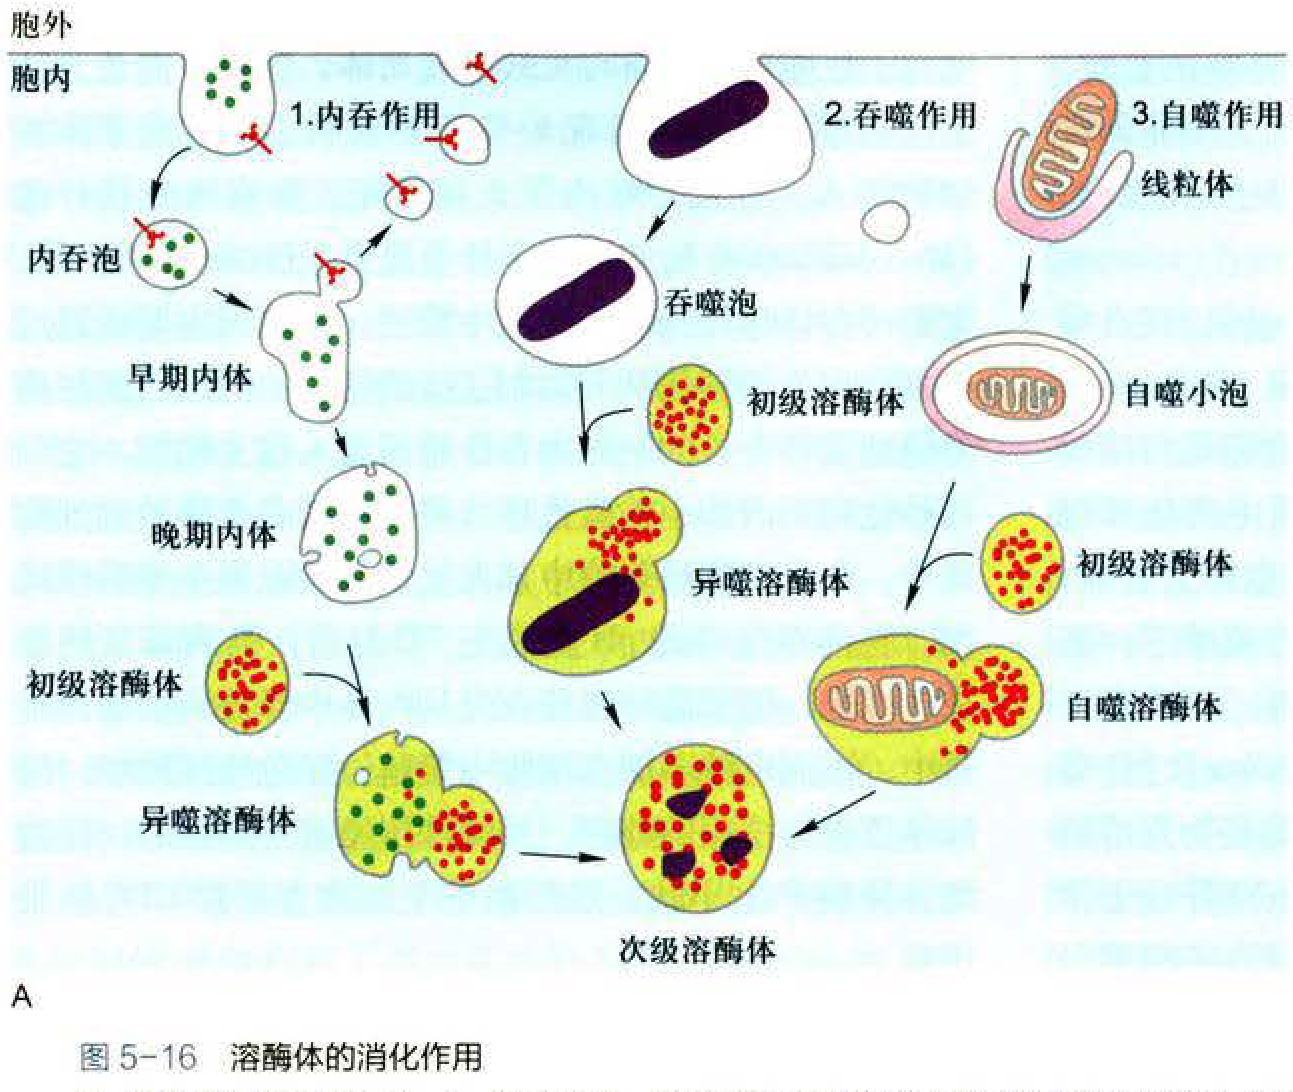 胞外
胞内
1.内吞作用
2.吞噬作用
3.自噬作用
线粒体
内吞泡
吞噬泡
早期内体
初级溶酶体
自噬小泡
晚期内体
异噬溶酶体
初级溶酶体
初级溶酶体
自噬溶酶体
异噬溶酶体
次级溶酶体
A
图 5-16 溶酶体的消化作用